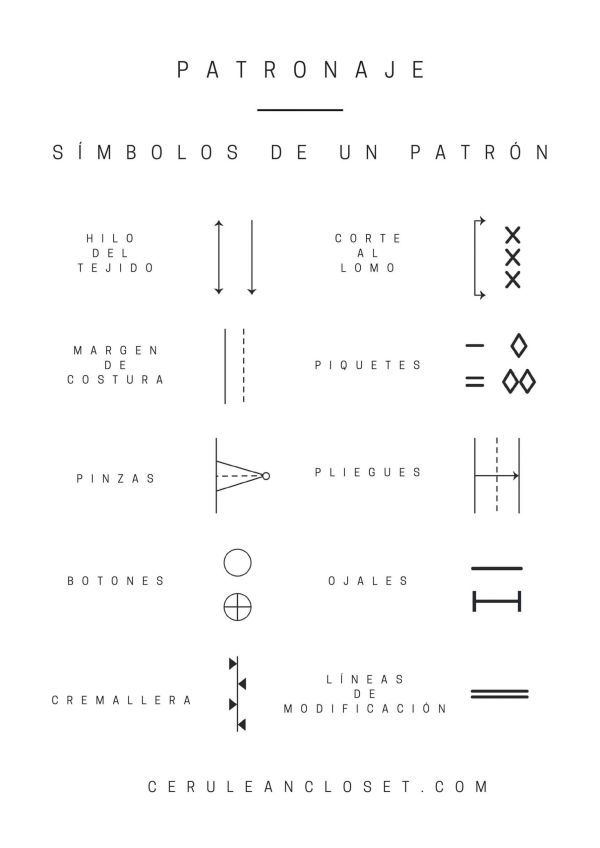 PATRONAJE
SÍMBOLOS DE UN PATRÓN
HILO
DEL
TEJIDO
CORTE
AL
LOMO
MARGEN
DE
COSTURA
PIQUETES
PINZAS
PLIEGUES
BOTONES
OJALES
CREMALLERA
LÍNEAS
DE
MODIFICACIÓN
CERULEANCLOSET.COM